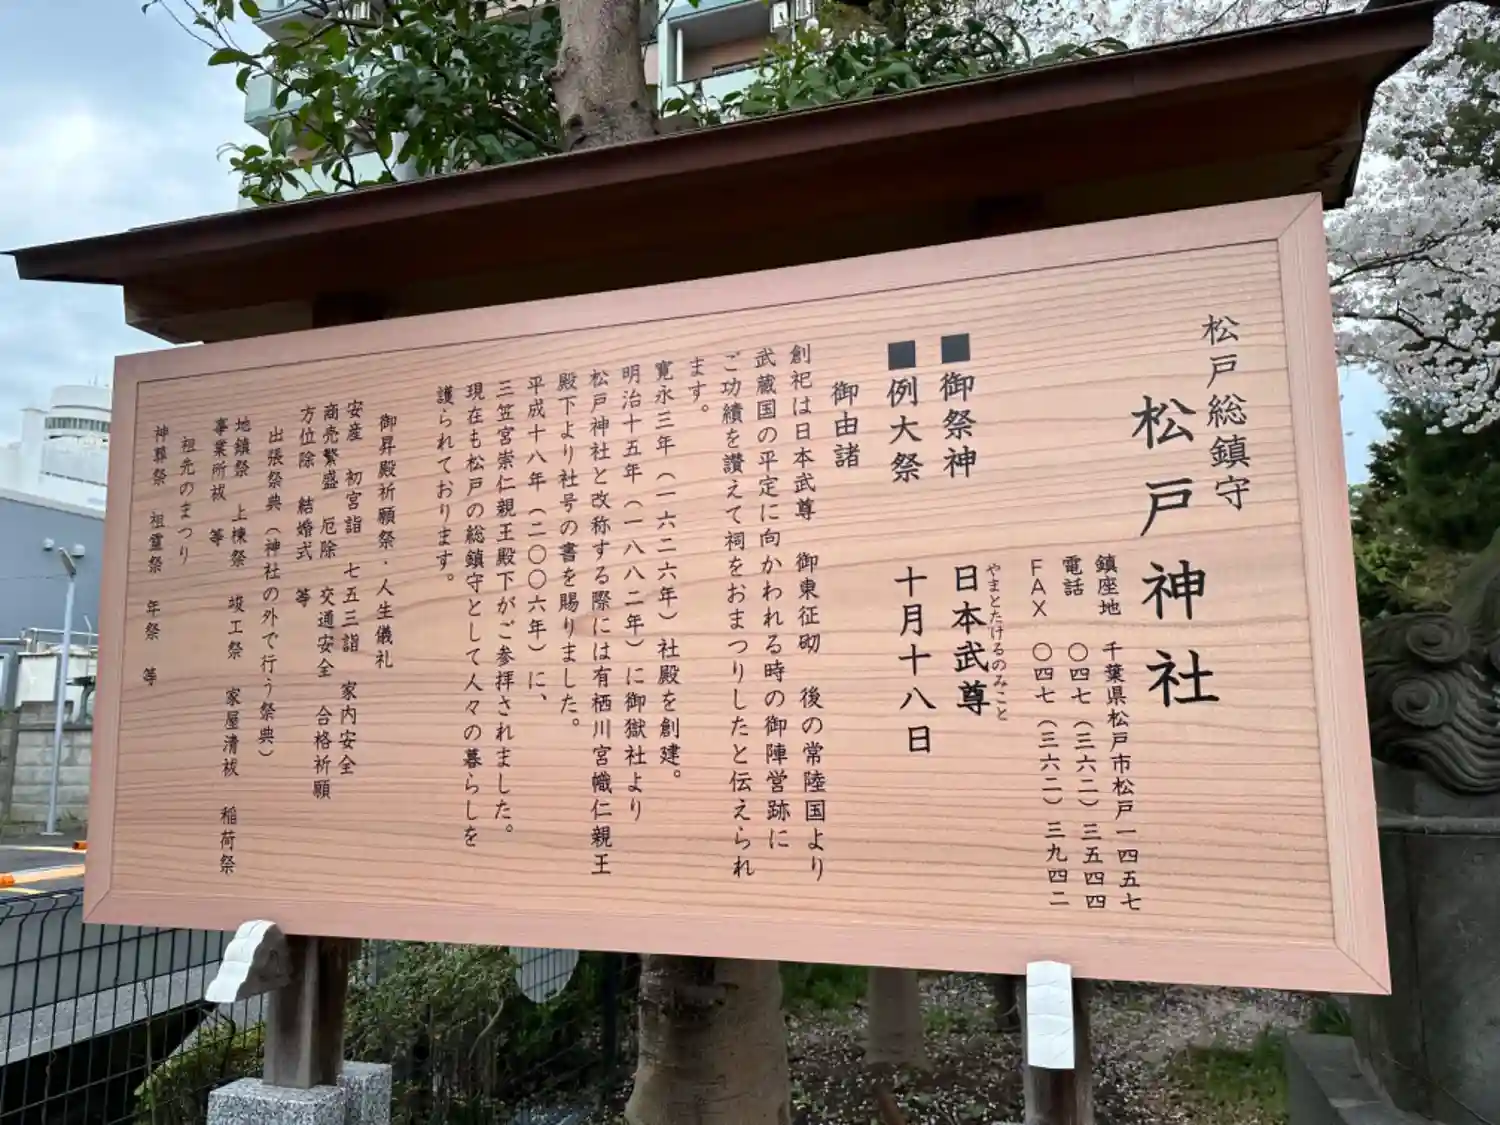 松戸総鎮守
松戸神社
鎮座地 千葉県松戸市松戸一四五七
電話 〇四七(三六二)三五四四
FAX 〇四七(三六二)三九四二
■御祭神 日本武尊
やまとたけるのみこと
■例大祭 十月十八日
御由諸
創祀は日本武尊 御東征砌 後の常陸国より
武蔵国の平定に向かわれる時の御陣営跡に
ご功績を讃えて祠をおまつりしたと伝えられ
ます。
寛永三年(一六二六年)社殿を創建。
明治十五年(一八八二年)に御嶽社より
松戸神社と改称する際には有栖川宮幟仁親王
殿下より社号の書を賜りました。
平成十八年(二〇〇六年)に、
三笠宮崇仁親王殿下がご参拝されました。
現在も松戸の総鎮守として人々の暮らしを
護られております。
御昇殿祈願祭・人生儀礼
安産 初宮詣 七五三詣 家内安全
商売繁盛 厄除 交通安全 合格祈願
方位除 結婚式 等
出張祭典(神社の外で行う祭典)
地鎮祭 上棟祭 竣工祭 家屋清祓 稲荷祭
事業所祓 等
祖先のまつり
神葬祭 祖霊祭 年祭 等